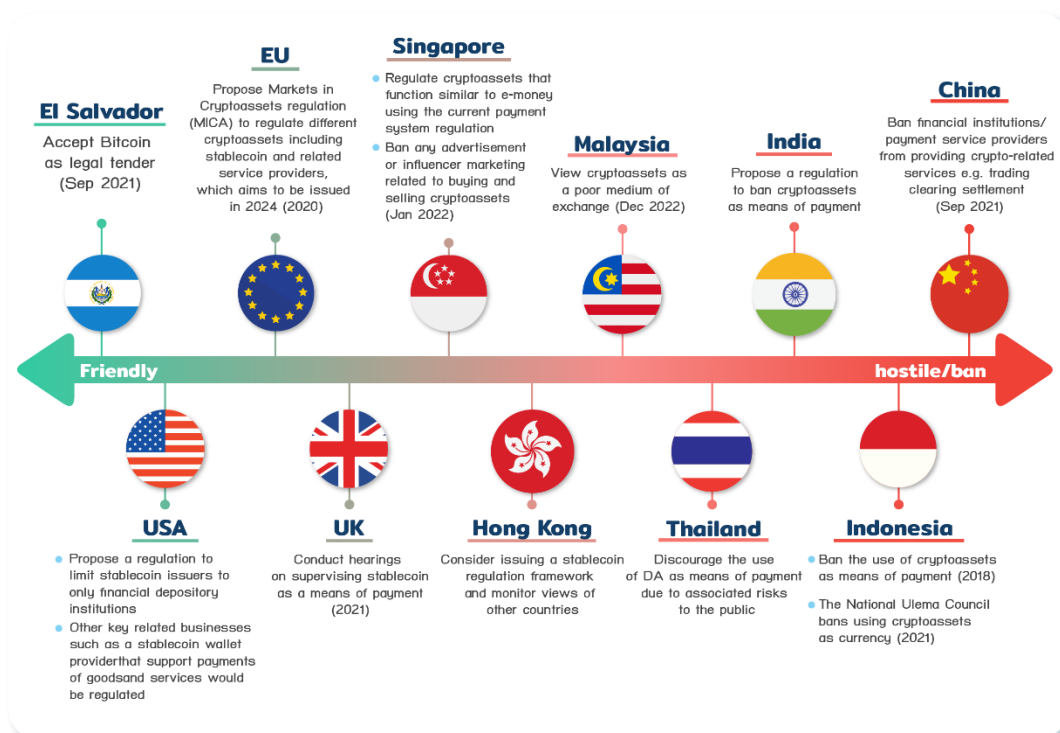 El Salvador
Accept Bitcoin
as legal tender
(Sep 2021)
EU
Propose Markets in
Cryptoassets regulation
(MICA) to regulate different
cryptoassets including
stablecoin and related
service providers,
which aims to be issued
in 2024 (2020)
Singapore
Regulate cryptoassets that
function similar to e-money
using the current payment
system regulation
Ban any advertisement
or influencer marketing
related to buying and
selling cryptoassets
(Jan 2022)
Malaysia
View cryptoassets as
a poor medium of
exchange (Dec 2022)
India
Propose a regulation
to ban cryptoassets
as means of payment
China
Ban financial institutions/
payment service providers
from providing crypto-related
services e.g. trading
clearing settlement
(Sep 2021)
Friendly
hostile/ban
USA
Propose a regulation to
limit stablecoin issuers to
only financial depository
institutions
Other key related businesses
such as a stablecoin wallet
providerthat support payments
of goodsand services would
be regulated
UK
Conduct hearings
on supervising stablecoin
as a means of payment
(2021)
Hong Kong
Consider issuing a stablecoin
regulation framework
and monitor views of
other countries
Thailand
Discourage the use
of DA as means of payment
due to associated risks
to the public
Indonesia
Ban the use of cryptoassets
as means of payment (2018)
The National Ulema Council
bans using cryptoassets
as currency (2021)